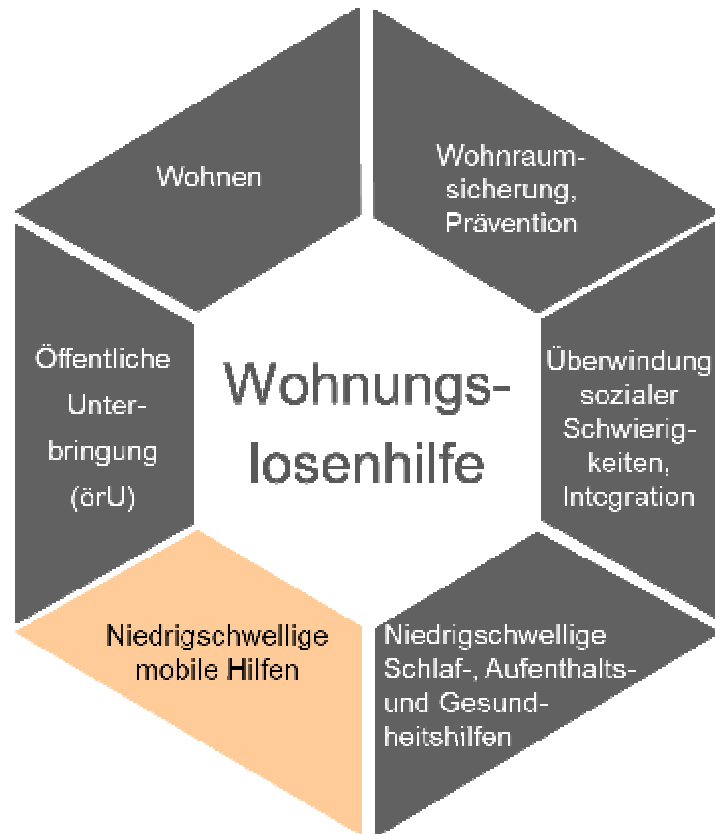 Wohnen
Wohnraum-
sicherung,
Prävention
Öffentliche
Unter-
bringung
(örU)
Wohnungs-
losenhilfe
Überwindung
sozialer
Schwierig-
keiten,
Integration
Niedrigschwellige
mobile Hilfen
Niedrigschwellige
Schlaf-, Aufenthalts-
und Gesund-
heitshilfen